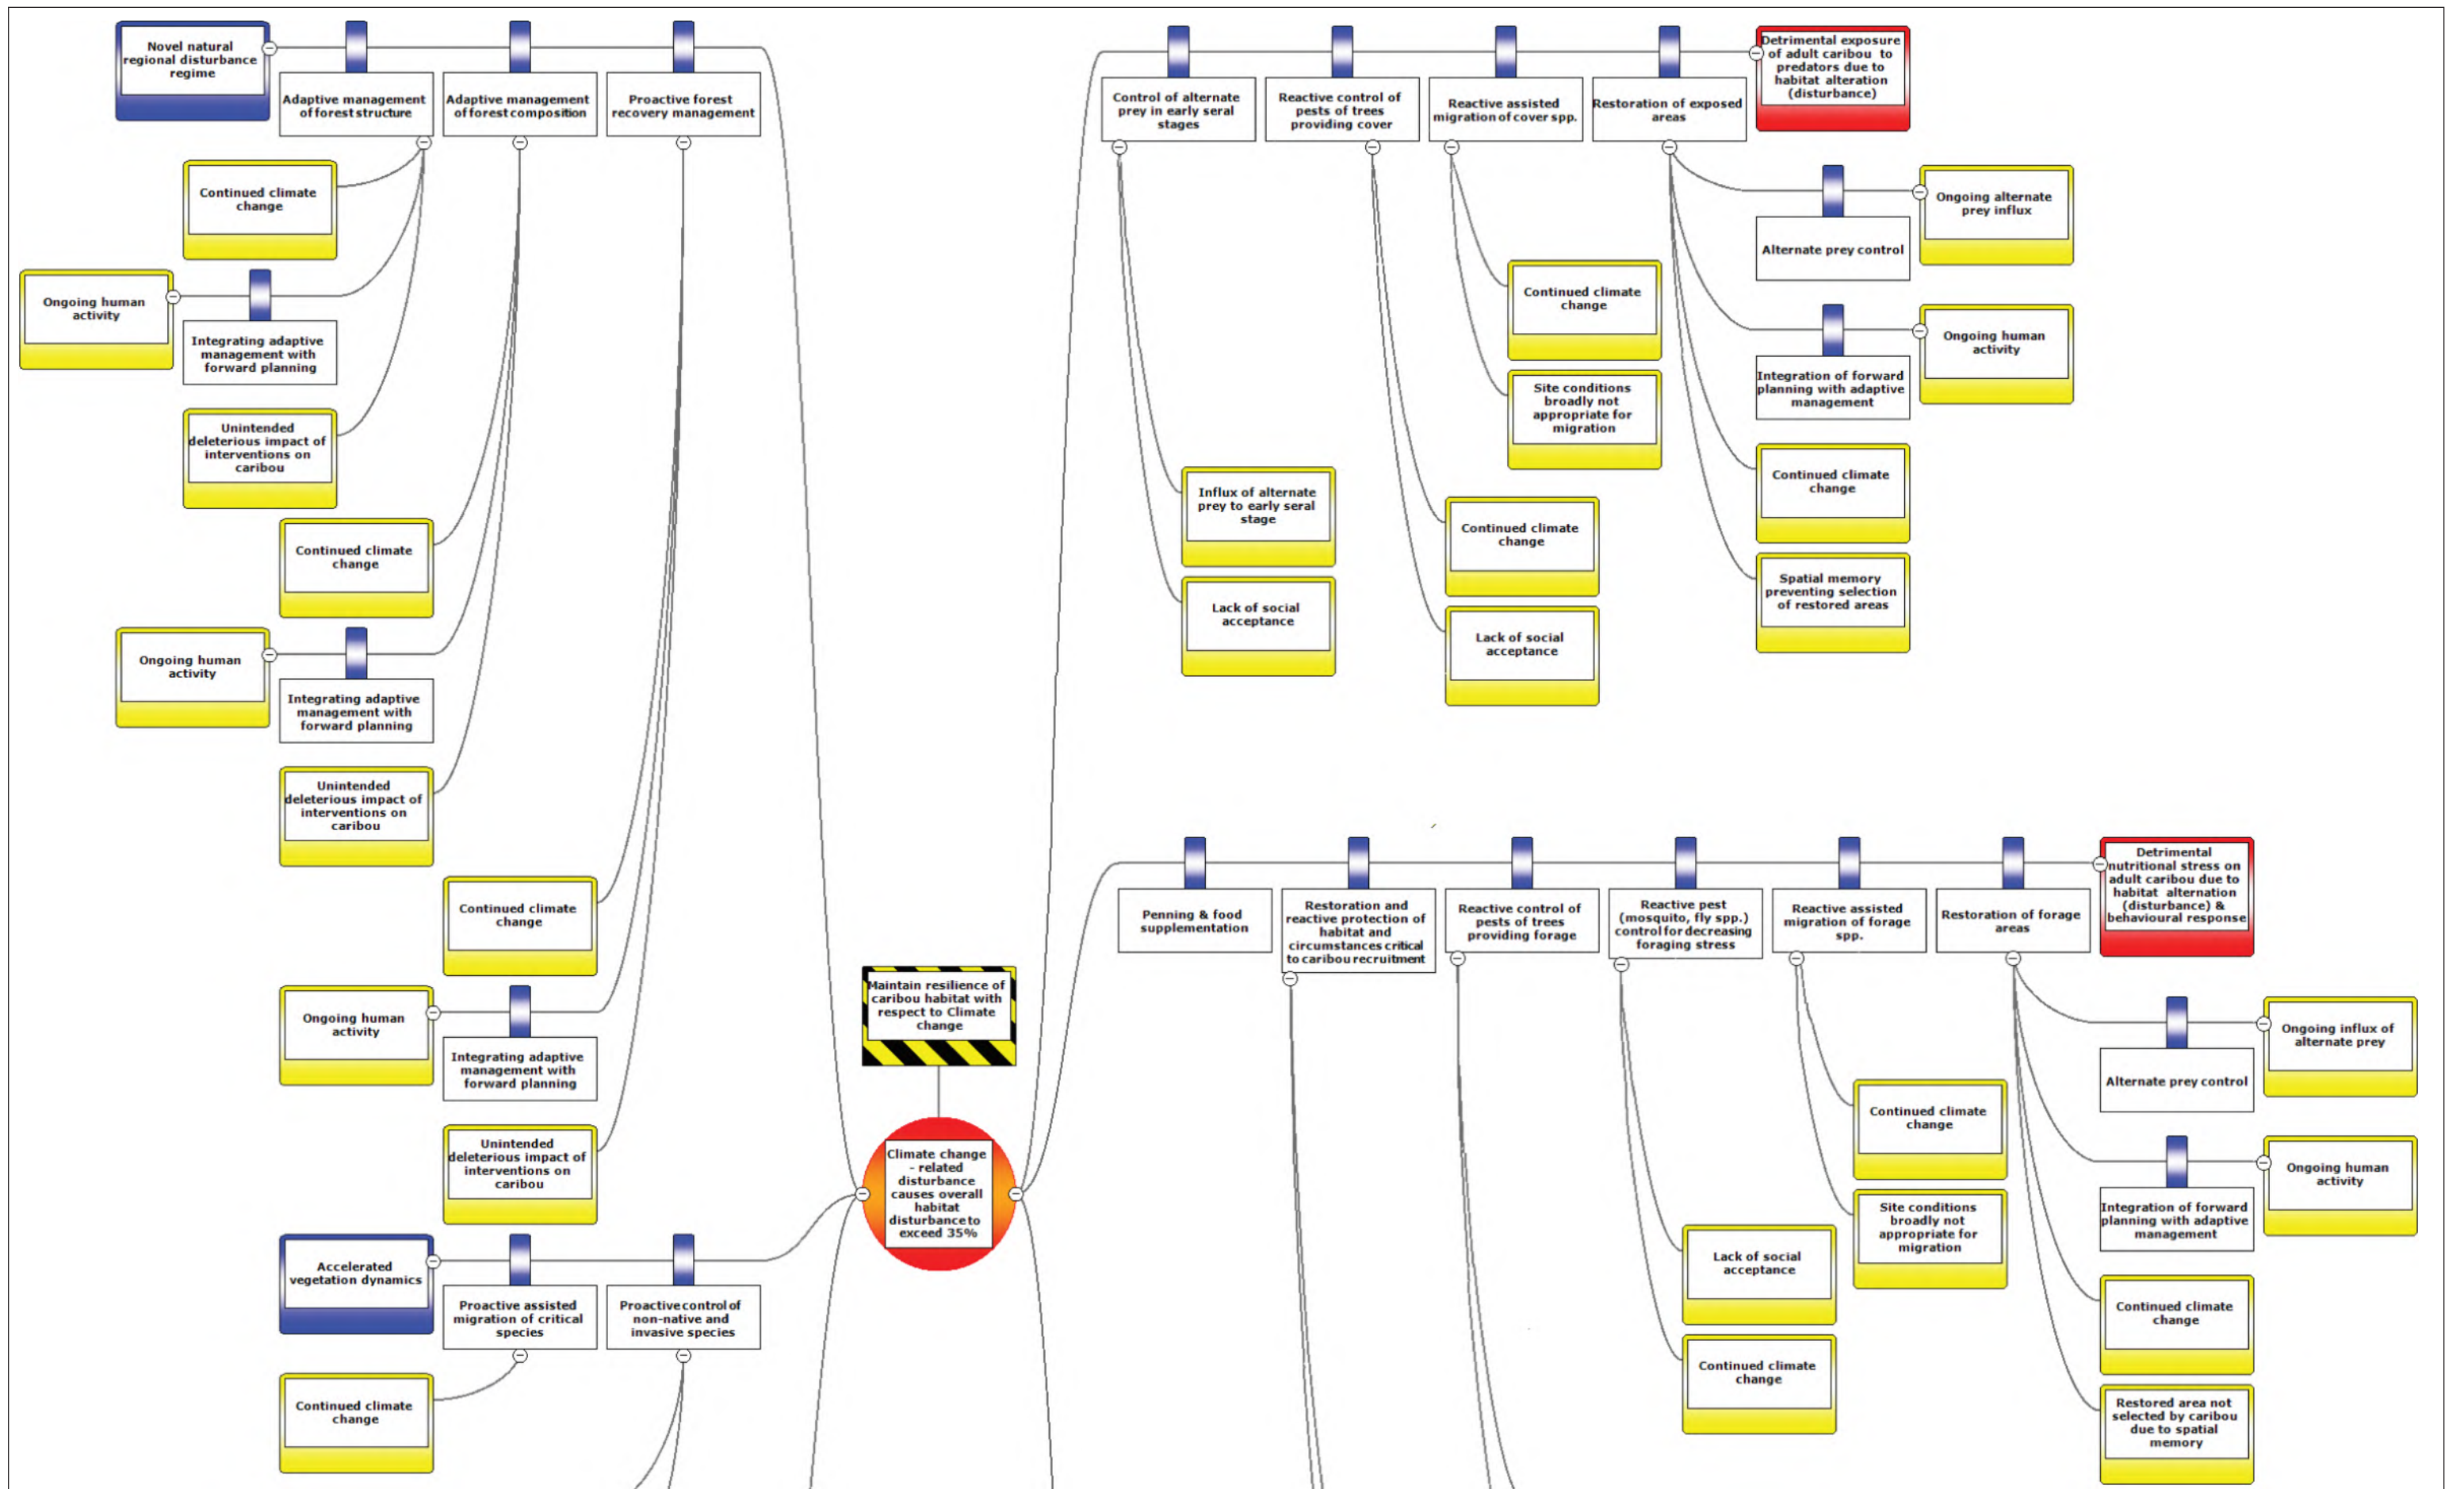 Novel natural
regional disturbance
regime
Adaptive management
of forest structure
Adaptive management
of forest composition
Proactive forest
recovery management
Continued climate
change
Ongoing human
activity
Integrating adaptive
management with
forward planning
Unintended
deleterious impact of
interventions on
caribou
Continued climate
change
Ongoing human
activity
Integrating adaptive
management with
forward planning
Unintended
deleterious impact of
interventions on
caribou
Continued climate
change
Ongoing human
activity
Integrating adaptive
management with
forward planning
Unintended
deleterious impact of
interventions on
caribou
Accelerated
vegetation dynamics
Proactive assisted
migration of critical
species
Proactive control of
non-native and
invasive species
Continued climate
change
Maintain resilience of
caribou habitat with
respect to Climate
change
Climate change
- related
disturbance
causes overall
habitat
disturbance to
exceed 35%
Control of alternate
prey in early seral
stages
Reactive control of
pests of trees
providing cover
Reactive assisted
migration of cover spp.
Restoration of exposed
areas
Detrimental exposure
of adult caribou to
predators due to
habitat alteration
(disturbance)
Ongoing alternate
prey influx
Alternate prey control
Ongoing human
activity
Integration of forward
planning with adaptive
management
Continued climate
change
Spatial memory
preventing selection
of restored areas
Continued climate
change
Site conditions
broadly not
appropriate for
migration
Continued climate
change
Lack of social
acceptance
Influx of alternate
prey to early seral
stage
Lack of social
acceptance
Penning & food
supplementation
Restoration and
reactive protection of
habitat and
circumstances critical
to caribou recruitment
Reactive control of
pests of trees
providing forage
Reactive pest
(mosquito, fly spp.)
control for decreasing
foraging stress
Reactive assisted
migration of forage
spp.
Restoration of forage
areas
Detrimental
nutritional stress on
adult caribou due to
habitat alternation
(disturbance) &
behavioural response
Ongoing influx of
alternate prey
Alternate prey control
Ongoing human
activity
Integration of forward
planning with adaptive
management
Continued climate
change
Restored area not
selected by caribou
due to spatial
memory
Continued climate
change
Site conditions
broadly not
appropriate for
migration
Lack of social
acceptance
Continued climate
change